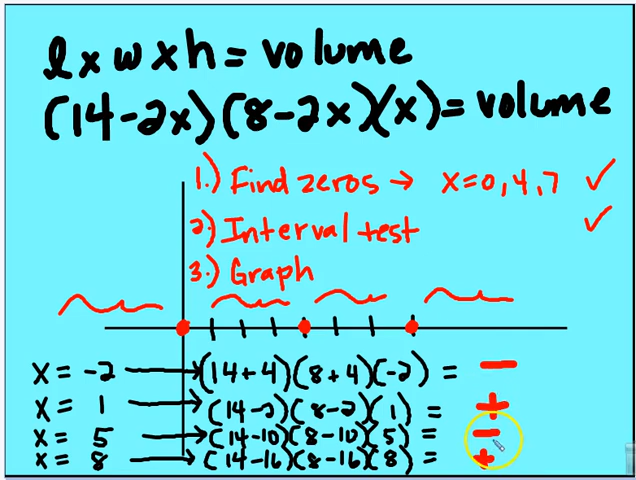 l x w x h = volume
(14-2x)(8-2x)(x) = volume
1.) Find zeros → x=0,4,7 ✓
2.) Interval test ✓
3.) Graph
x = -2 → (14+4)(8+4)(-2) = −
x = 1 → (14-2)(8-2)(1) = +
x = 5 → (14-10)(8-10)(5) = −
x = 8 → (14-16)(8-16)(8) = +